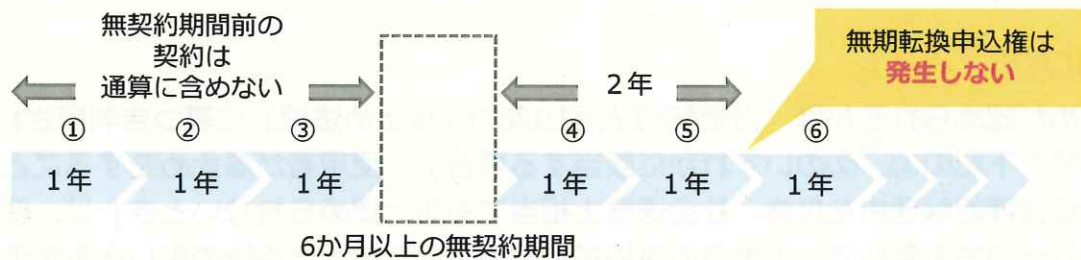 無契約期間前の
契約は
通算に含めない
2年
無期転換申込権は
発生しない
① ② ③ ④ ⑤ ⑥
1年 1年 1年 1年 1年 1年
6か月以上の無契約期間